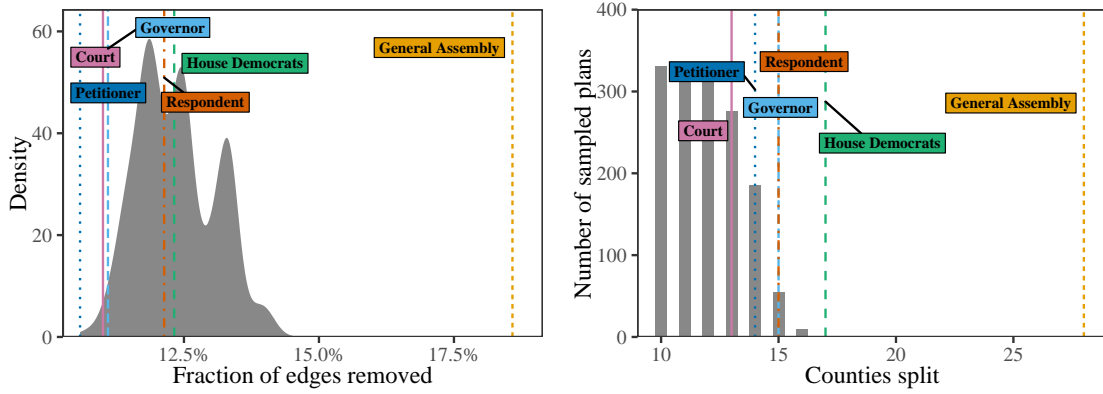 Density
60
40
20
0
Governor
Court
General Assembly
House Democrats
Petitioner
Respondent
12.5%
15.0%
17.5%
Fraction of edges removed
Number of sampled plans
400
300
200
100
0
Respondent
Petitioner
Governor
General Assembly
Court
House Democrats
10
15
20
25
Counties split